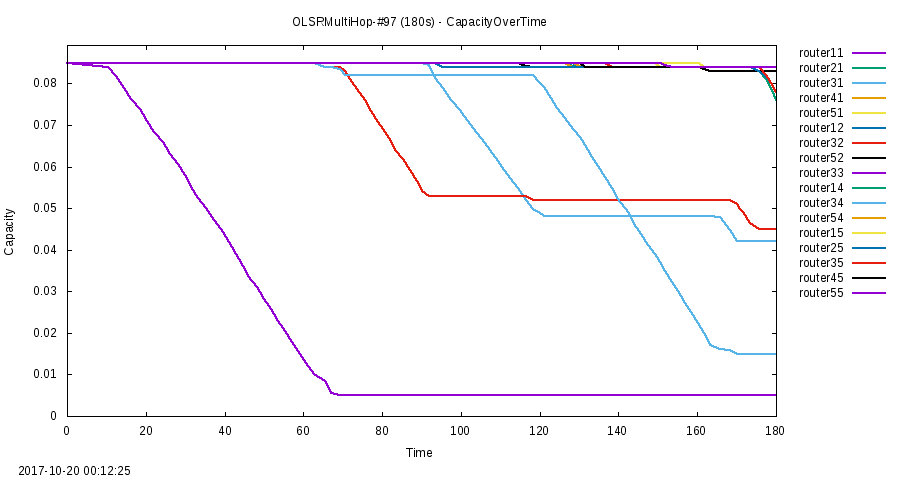 OLSRMultiHop-#97 (180s) - CapacityOverTime
router11
router21
router31
router41
router51
router12
router32
router52
router33
router14
router34
router54
router15
router25
router35
router45
router55
0.08
0.07
0.06
0.05
0.04
0.03
0.02
0.01
0
Capacity
0 20 40 60 80 100 120 140 160 180
Time
2017-10-20 00:12:25